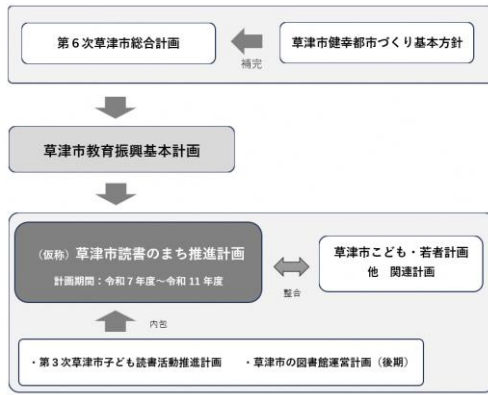 第6次草津市総合計画
草津市健幸都市づくり基本方針
補完
草津市教育振興基本計画
（仮称）草津市読書のまち推進計画
計画期間：令和7年度～令和11年度
草津市こども・若者計画
他 関連計画
整合
内包
・第3次草津市子ども読書活動推進計画 ・草津市の図書館運営計画（後期）